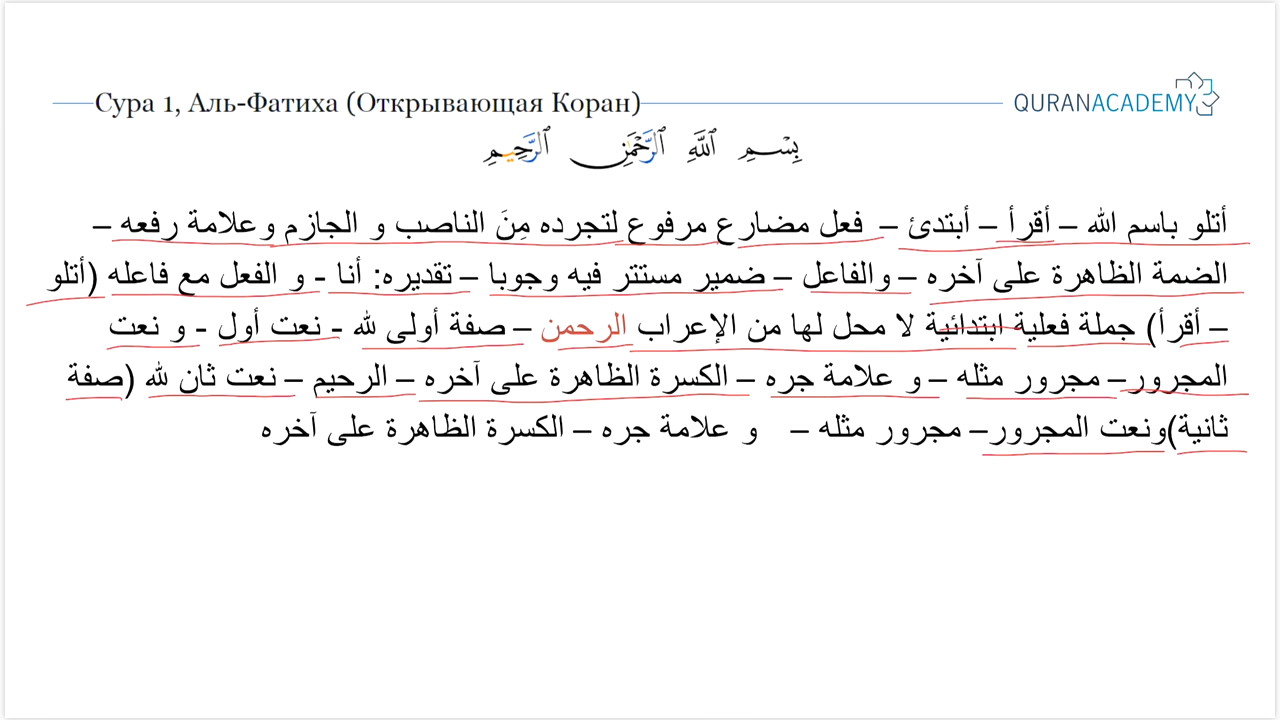 Сура 1, Аль-Фатиха (Открывающая Коран)
QURANACADEMY
بِسْمِ ٱللَّهِ ٱلرَّحْمَٰنِ ٱلرَّحِيمِ
أتلو باسم الله – أقرأ – أبتدئ – فعل مضارع مرفوع لتجرده مِنَ الناصب و الجازم وعلامة رفعه –
الضمة الظاهرة على آخره – والفاعل – ضمير مستتر فيه وجوبا – تقديره: أنا - و الفعل مع فاعله (أتلو
– أقرأ) جملة فعلية ابتدائية لا محل لها من الإعراب الرحمن – صفة أولى لله - نعت أول - و نعت
المجرور– مجرور مثله – و علامة جره – الكسرة الظاهرة على آخره – الرحيم – نعت ثان لله (صفة
ثانية)ونعت المجرور– مجرور مثله – و علامة جره – الكسرة الظاهرة على آخره